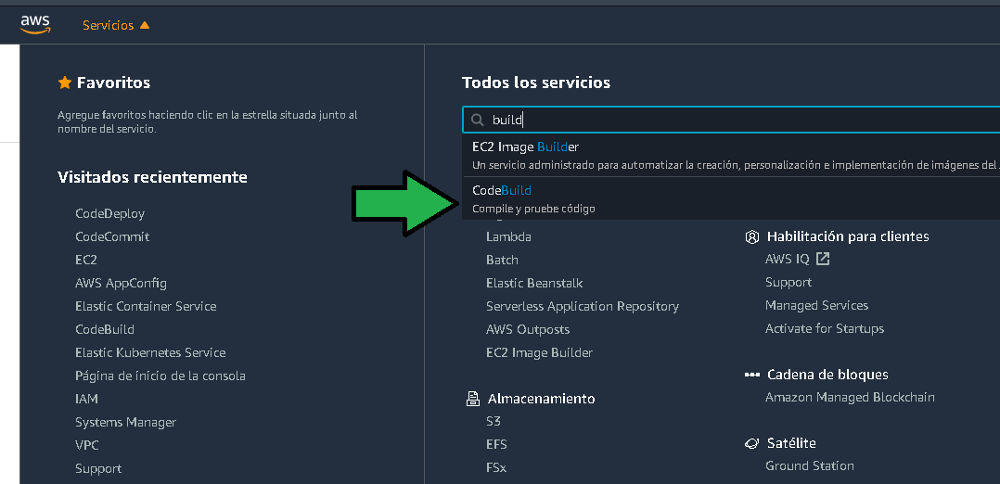 aws
Servicios
Favoritos
Agregue favoritos haciendo clic en la estrella situada junto al
nombre del servicio.
Visitados recientemente
CodeDeploy
CodeCommit
EC2
AWS AppConfig
Elastic Container Service
CodeBuild
Elastic Kubernetes Service
Página de inicio de la consola
IAM
Systems Manager
VPC
Support
Todos los servicios
build
EC2 Image Builder
Un servicio administrado para automatizar la creación, personalización e implementación de imágenes del
CodeBuild
Compile y pruebe código
Lambda
Batch
Elastic Beanstalk
Serverless Application Repository
AWS Outposts
EC2 Image Builder
Almacenamiento
S3
EFS
FSx
Habilitación para clientes
AWS IQ
Support
Managed Services
Activate for Startups
Cadena de bloques
Amazon Managed Blockchain
Satélite
Ground Station